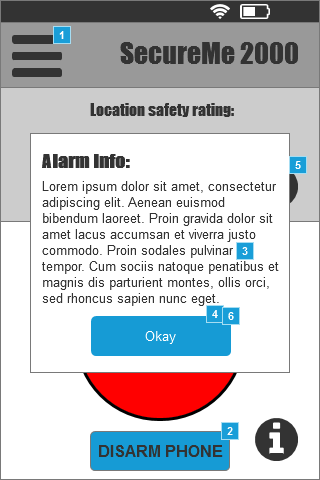 1
SecureMe 2000
Location safety rating:
5
Alarm Info:
Lorem ipsum dolor sit amet, consectetur
adipiscing elit. Aenean euismod
bibendum laoreet. Proin gravida dolor sit
amet lacus accumsan et viverra justo
commodo. Proin sodales pulvinar 3
tempor. Cum sociis natoque penatibus et
magnis dis parturient montes, ollis orci,
sed rhoncus sapien nunc eget.
4 6
Okay
2
DISARM PHONE
i